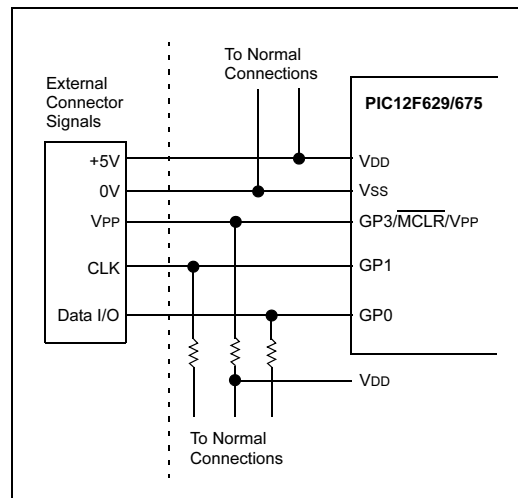 To Normal
Connections
External
Connector
Signals
PIC12F629/675
+5V
VDD
0V
VSS
VPP
GP3/MCLR/VPP
CLK
GP1
Data I/O
GP0
VDD
To Normal
Connections